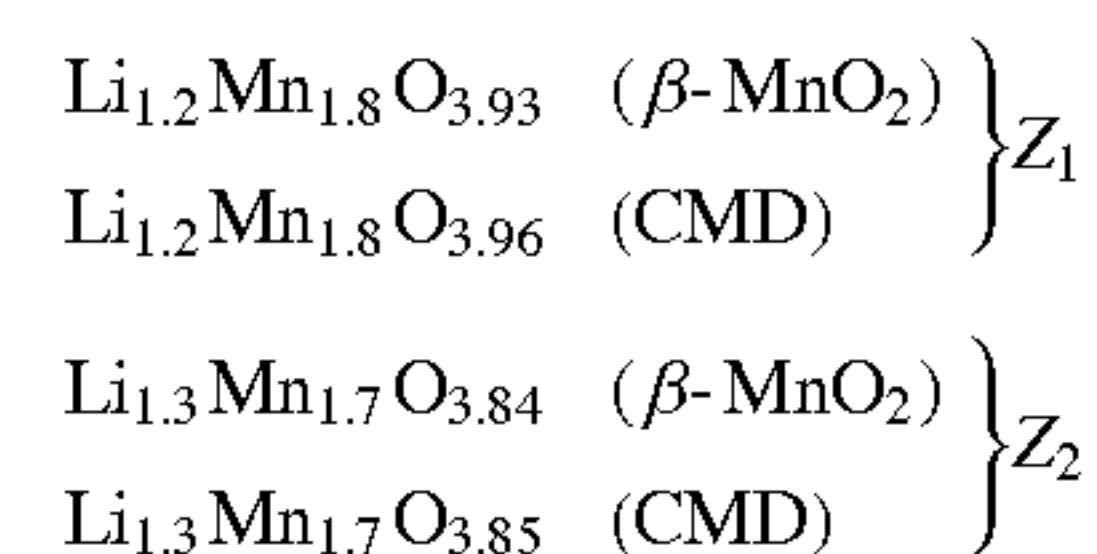 Li₁.₂Mn₁.₈O₃.₉₃ (β-MnO₂)
Li₁.₂Mn₁.₈O₃.₉₆ (CMD)
} Z₁
Li₁.₃Mn₁.₇O₃.₈₄ (β-MnO₂)
Li₁.₃Mn₁.₇O₃.₈₅ (CMD)
} Z₂